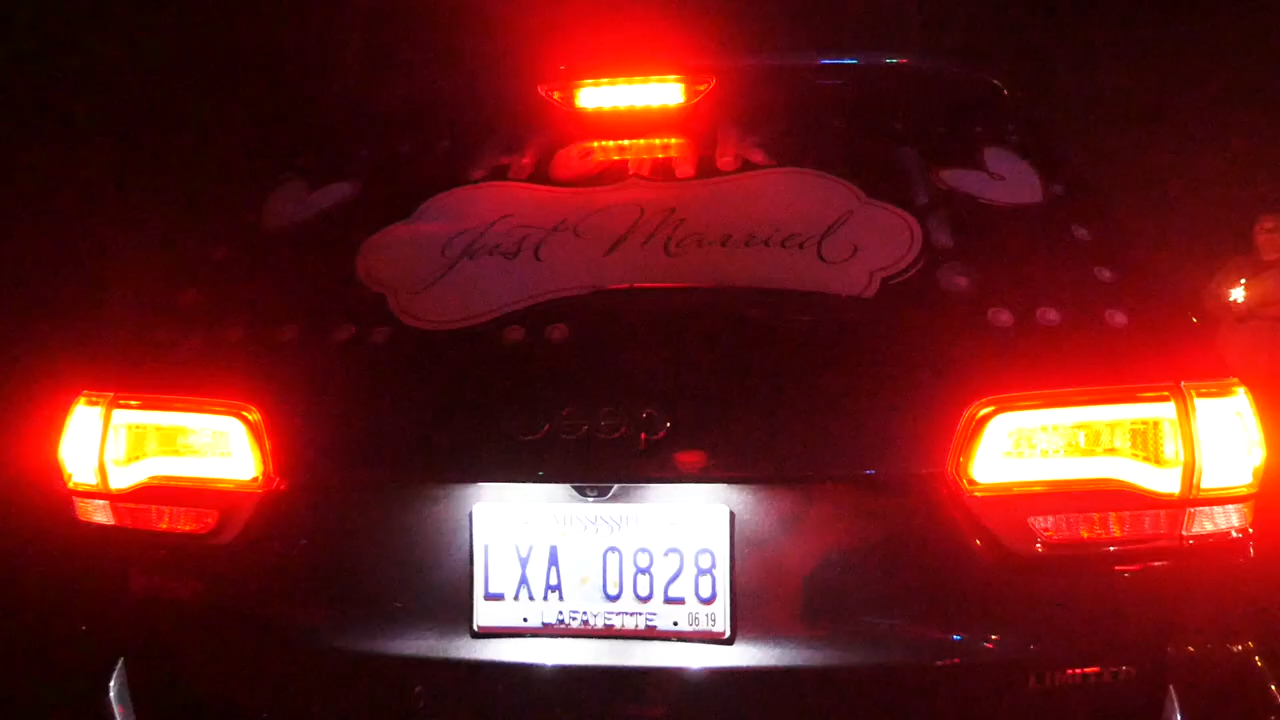 Just Married
Jeep
MISSISSIPPI
LXA 0828
LAFAYETTE 06 19
LIMITED